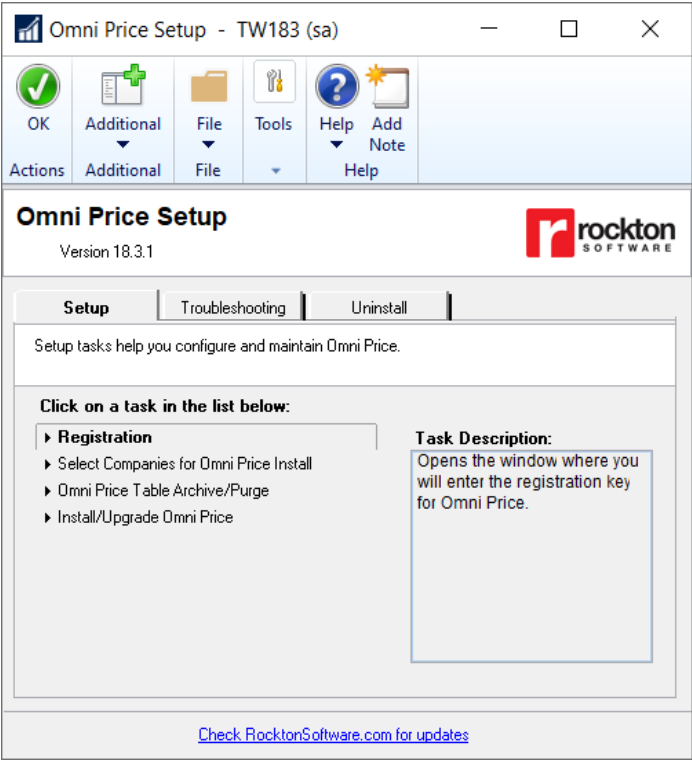 Omni Price Setup - TW183 (sa)
OK Additional File Tools Help Add Note
Actions Additional File Help
Omni Price Setup
Version 18.3.1
rockton
SOFTWARE
Setup Troubleshooting Uninstall
Setup tasks help you configure and maintain Omni Price.
Click on a task in the list below:
Registration
Select Companies for Omni Price Install
Omni Price Table Archive/Purge
Install/Upgrade Omni Price
Task Description:
Opens the window where you
will enter the registration key
for Omni Price.
Check RocktonSoftware.com for updates